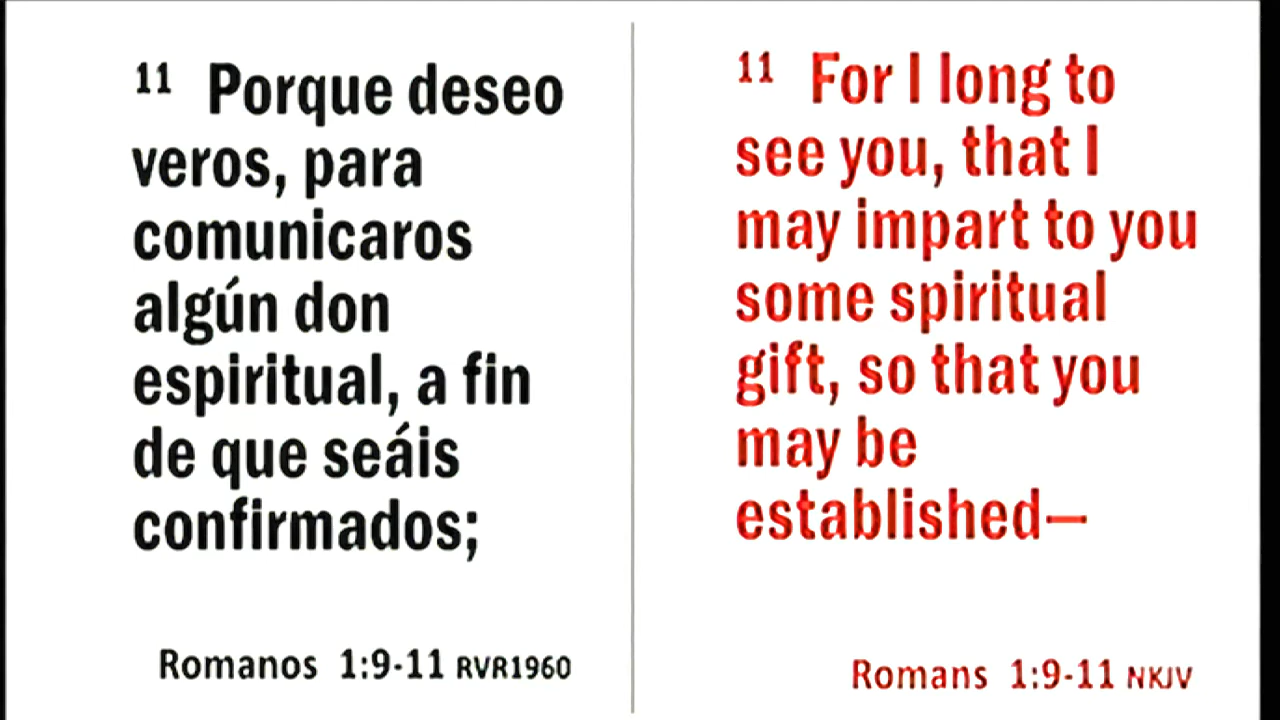 11 Porque deseo
veros, para
comunicaros
algún don
espiritual, a fin
de que seáis
confirmados;
Romanos 1:9-11 RVR1960
11 For I long to
see you, that I
may impart to you
some spiritual
gift, so that you
may be
established—
Romans 1:9-11 NKJV